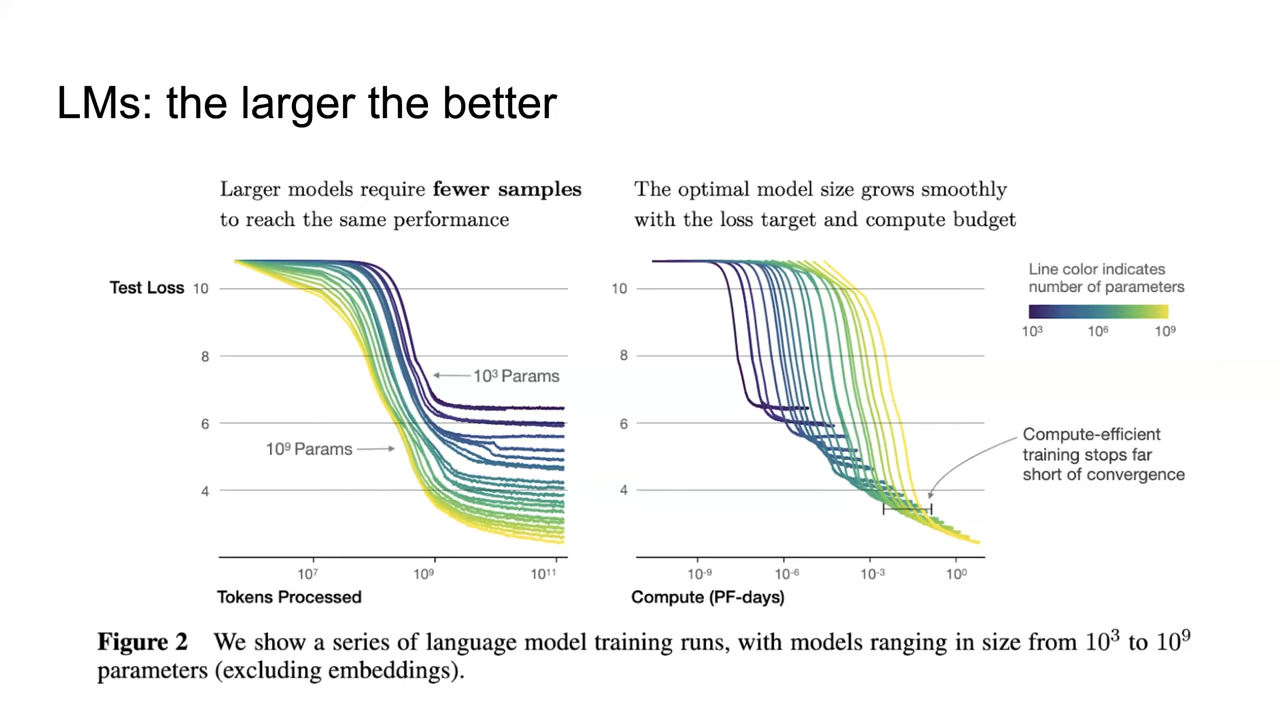 LMs: the larger the better
Larger models require fewer samples
to reach the same performance
The optimal model size grows smoothly
with the loss target and compute budget
Test Loss 10
8
6
4
10³ Params
10⁹ Params
10⁷ 10⁹ 10¹¹
Tokens Processed
10
8
6
4
10⁻⁹ 10⁻⁶ 10⁻³ 10⁰
Compute (PF-days)
Line color indicates
number of parameters
10³ 10⁶ 10⁹
Compute-efficient
training stops far
short of convergence
Figure 2 We show a series of language model training runs, with models ranging in size from 10³ to 10⁹
parameters (excluding embeddings).